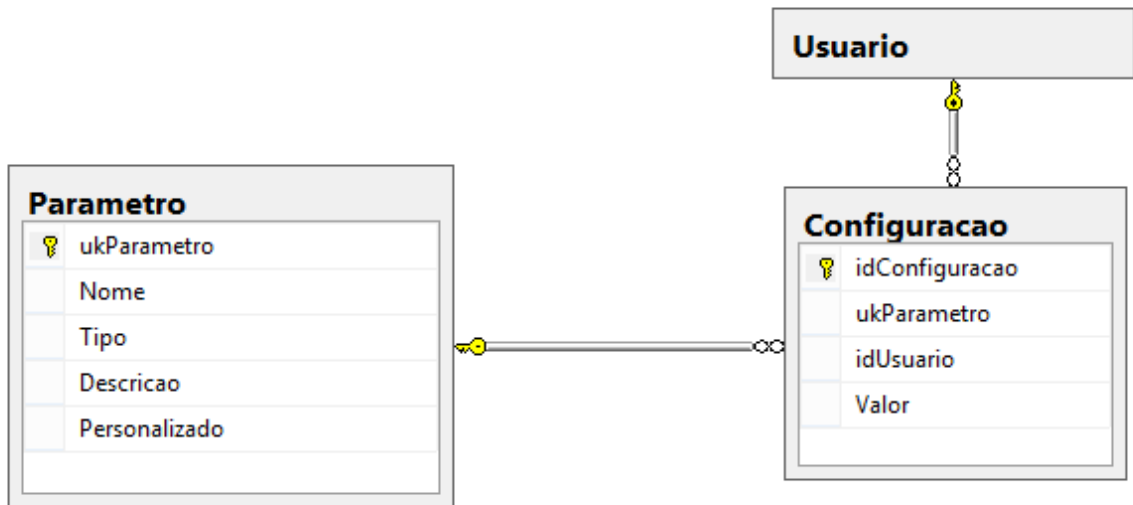 Usuario
Parametro
ukParametro
Nome
Tipo
Descricao
Personalizado
Configuracao
idConfiguracao
ukParametro
idUsuario
Valor